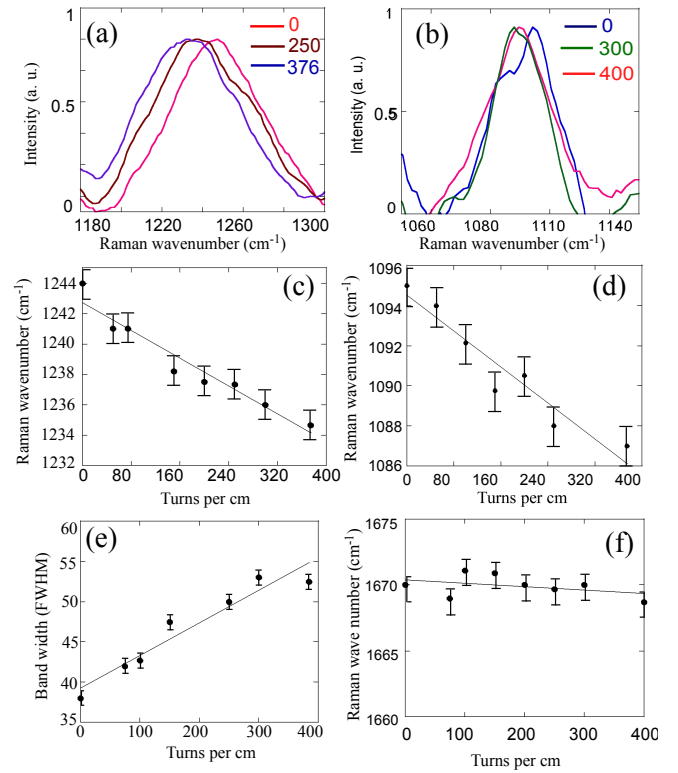 (a)
0
250
376
1
0.5
0
Intensity (a. u.)
1180 1220 1260 1300
Raman wavenumber (cm-1)
(b)
0
300
400
1
0.5
0
Intensity (a. u.)
1060 1080 1100 1140
Raman wavenumber (cm-1)
(c)
1244
1242
1240
1238
1236
1234
1232
Raman wavenumber (cm-1)
0 80 160 240 320 400
Turns per cm
(d)
1096
1094
1092
1090
1088
1086
Raman wavenumber (cm-1)
0 80 160 240 320 400
Turns per cm
(e)
60
55
50
45
40
35
Band width (FWHM)
0 100 200 300 400
Turns per cm
(f)
1675
1670
1665
1660
Raman wave number (cm-1)
0 100 200 300 400
Turns per cm